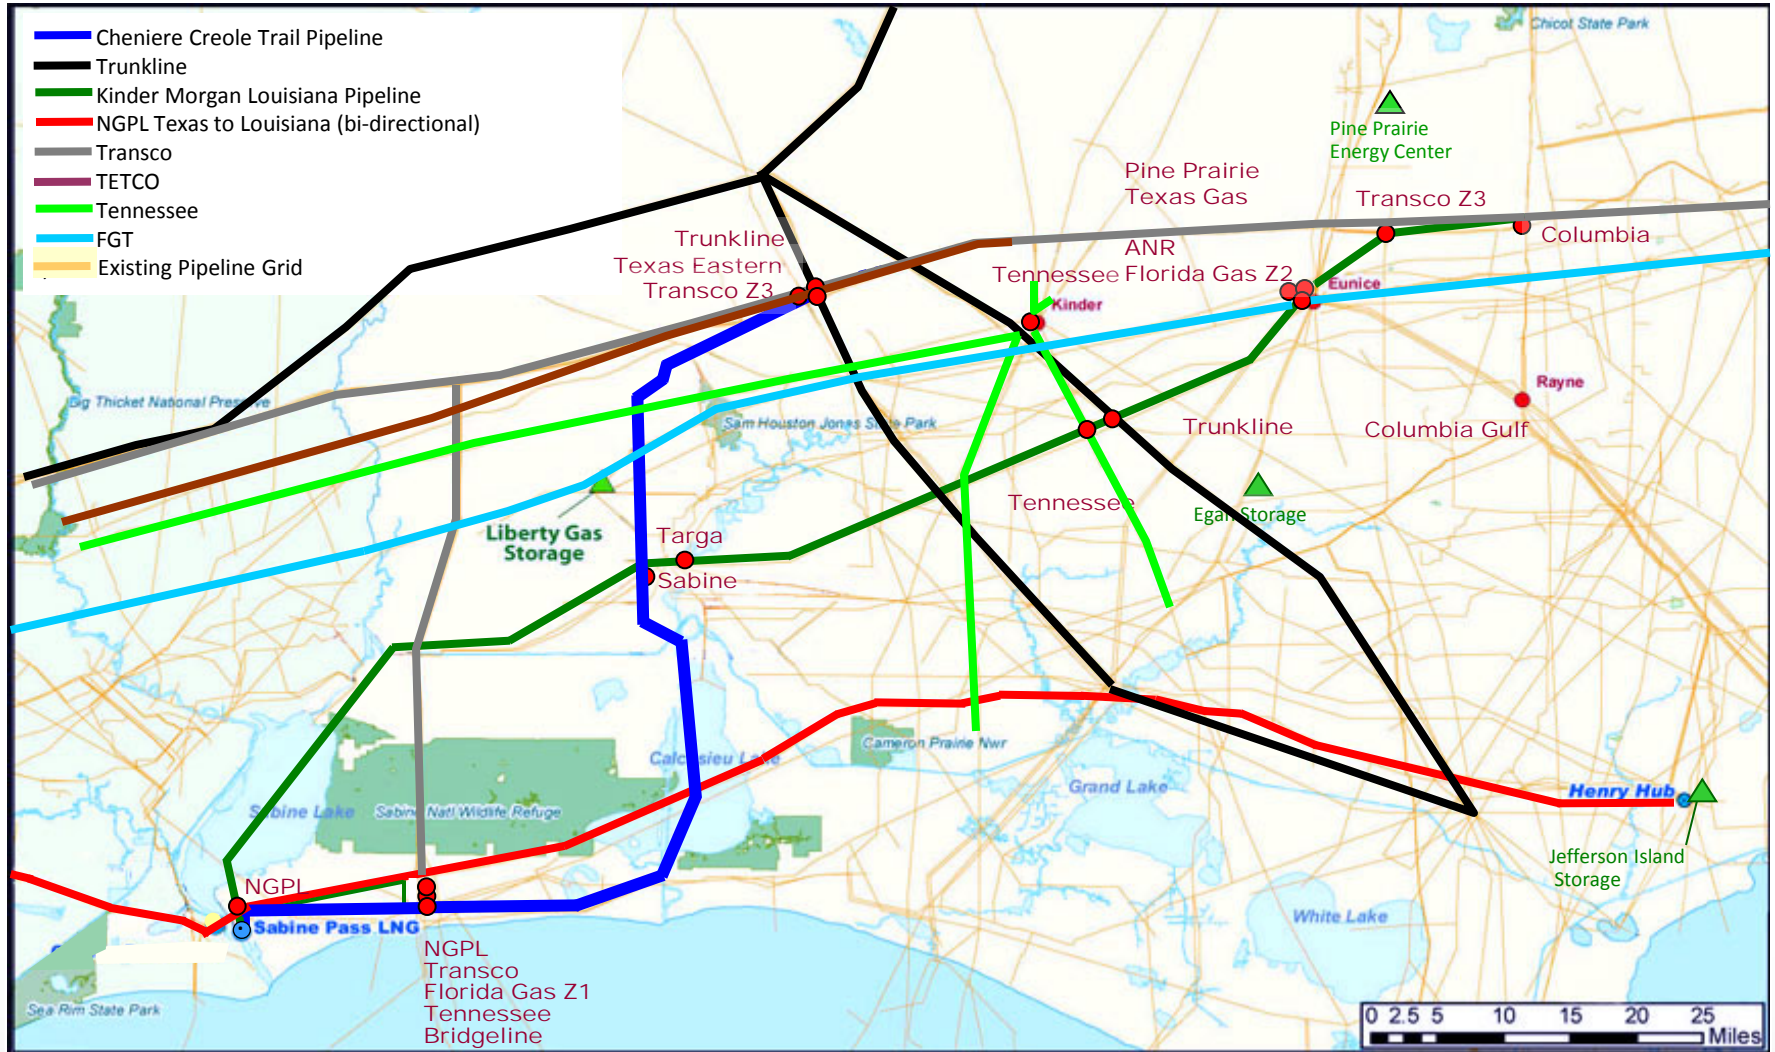 Cheniere Creole Trail Pipeline
Trunkline
Kinder Morgan Louisiana Pipeline
NGPL Texas to Louisiana (bi-directional)
Transco
TETCO
Tennessee
FGT
Existing Pipeline Grid
Chicot State Park
Pine Prairie
Energy Center
Pine Prairie
Texas Gas
Transco Z3
Columbia
ANR
Florida Gas Z2
Eunice
Trunkline
Texas Eastern
Transco Z3
Tennessee
Kinder
Rayne
Big Thicket National Preserve
Sam Houston Jones State Park
Trunkline
Columbia Gulf
Liberty Gas
Storage
Tennessee
Egan Storage
Targa
Sabine
Cameron Prairie Nwr
Calcasieu Lake
Grand Lake
Henry Hub
Sabine Lake
Sabine Natl Wildlife Refuge
Jefferson Island
Storage
NGPL
Sabine Pass LNG
White Lake
NGPL
Transco
Florida Gas Z1
Tennessee
Bridgeline
Sea Rim State Park
0 2.5 5 10 15 20 25
Miles